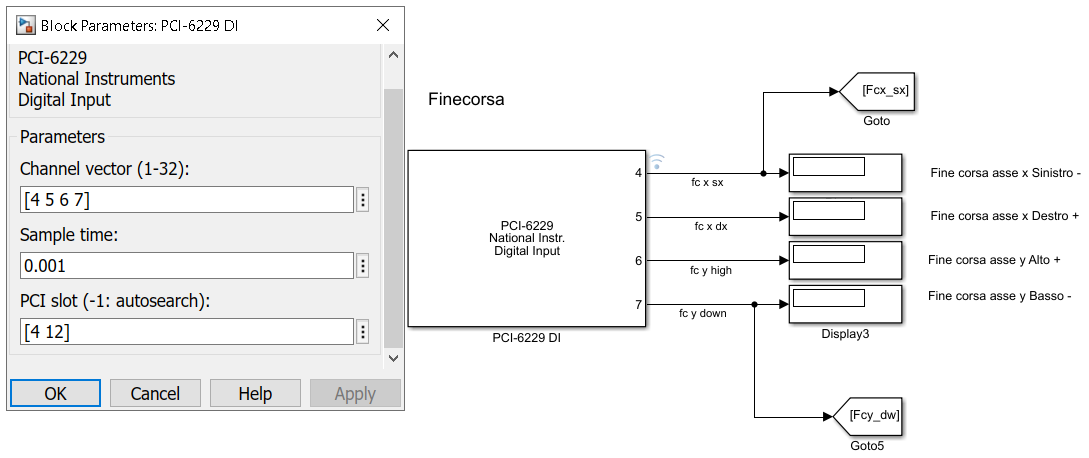 Block Parameters: PCI-6229 DI
PCI-6229
National Instruments
Digital Input
Parameters
Channel vector (1-32):
[4 5 6 7]
Sample time:
0.001
PCI slot (-1: autosearch):
[4 12]
OK
Cancel
Help
Apply
Finecorsa
PCI-6229
National Instr.
Digital Input
4
5
6
7
PCI-6229 DI
fc x sx
fc x dx
fc y high
fc y down
[Fcx_sx]
Goto
Fine corsa asse x Sinistro -
Fine corsa asse x Destro +
Fine corsa asse y Alto +
Fine corsa asse y Basso -
Display3
[Fcy_dw]
Goto5